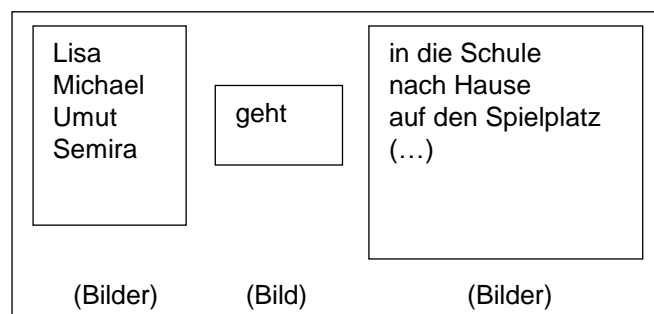 Lisa
Michael
Umut
Semira
geht
in die Schule
nach Hause
auf den Spielplatz
(…)
(Bilder)
(Bild)
(Bilder)